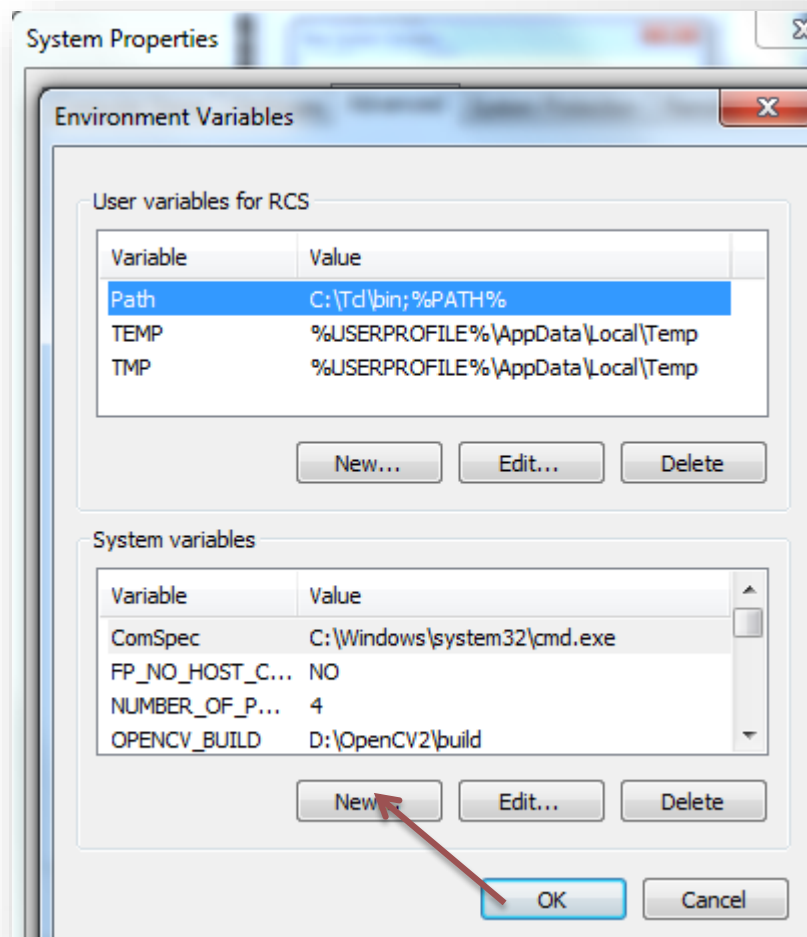 System Properties
Environment Variables
User variables for RCS
Variable Value
Path C:\Tcl\bin;%PATH%
TEMP %USERPROFILE%\AppData\Local\Temp
TMP %USERPROFILE%\AppData\Local\Temp
New... Edit... Delete
System variables
Variable Value
ComSpec C:\Windows\system32\cmd.exe
FP_NO_HOST_C... NO
NUMBER_OF_P... 4
OPENCV_BUILD D:\OpenCV2\build
New... Edit... Delete
OK Cancel